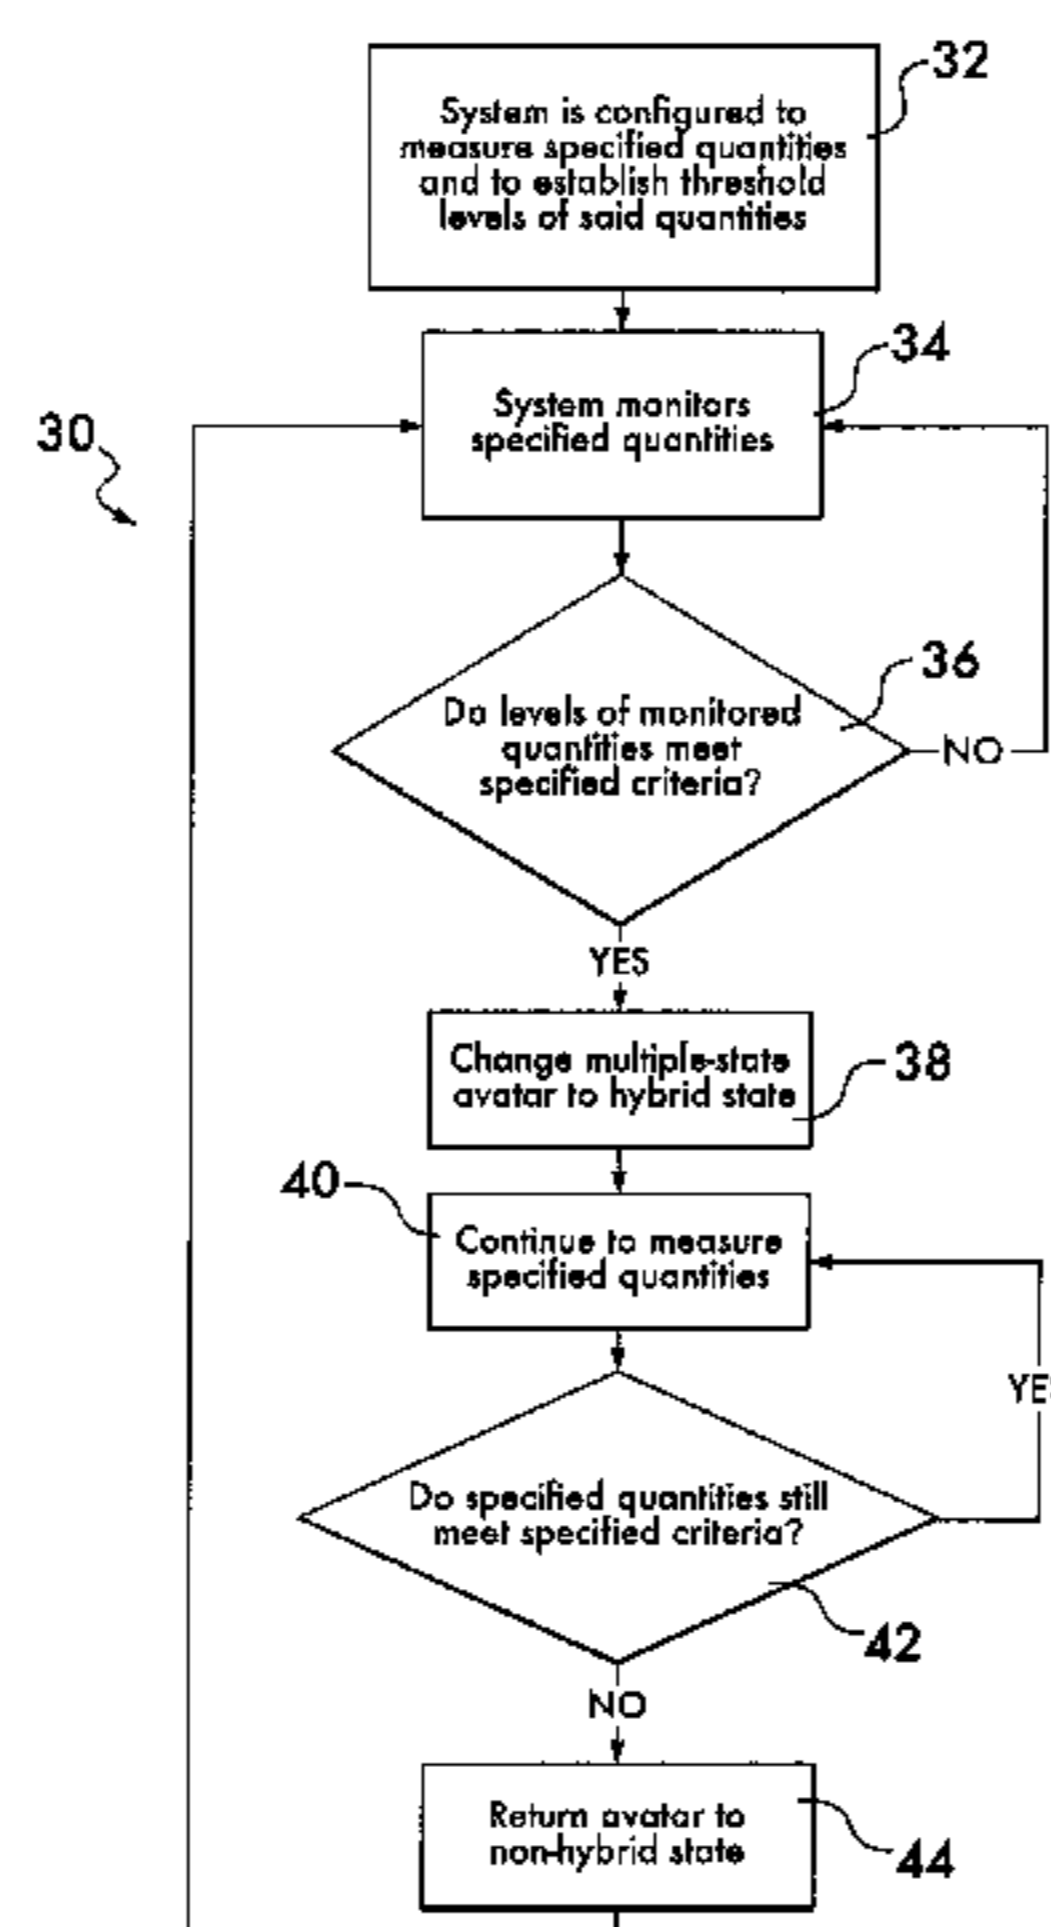 32
System is configured to
measure specified quantities
and to establish threshold
levels of said quantities
34
System monitors
specified quantities
30
36
Do levels of monitored
quantities meet
specified criteria?
NO
YES
Change multiple-state
avatar to hybrid state
38
40
Continue to measure
specified quantities
Do specified quantities still
meet specified criteria?
42
NO
Return avatar to
non-hybrid state
44